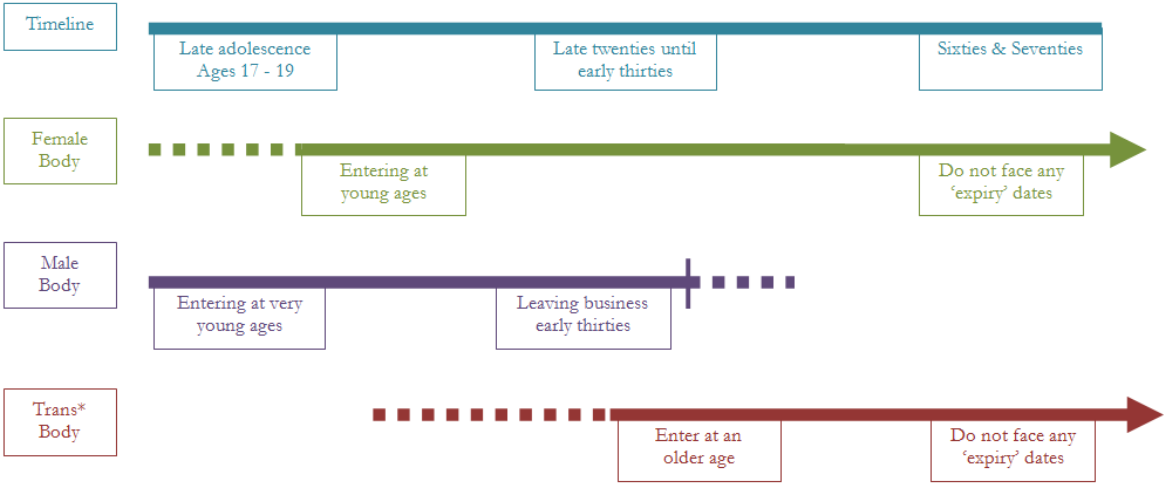 Timeline
Late adolescence
Ages 17 - 19
Late twenties until
early thirties
Sixties & Seventies
Female
Body
Entering at
young ages
Do not face any
‘expiry’ dates
Male
Body
Entering at very
young ages
Leaving business
early thirties
Trans*
Body
Enter at an
older age
Do not face any
‘expiry’ dates